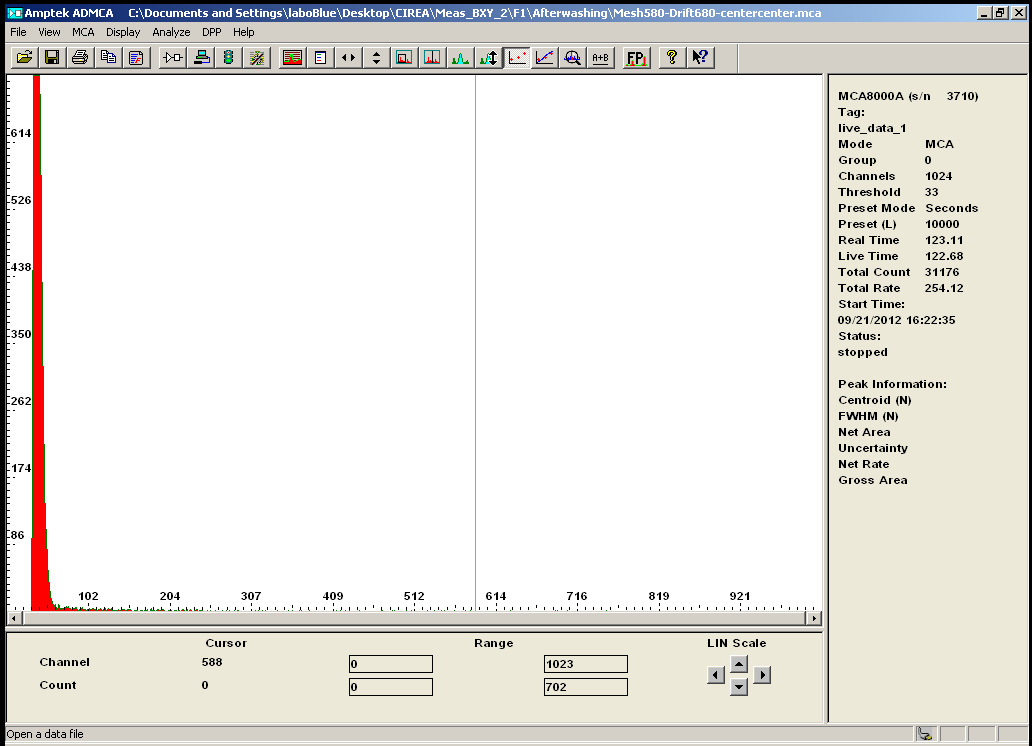 Amptek ADMCA C:\Documents and Settings\laboBlue\Desktop\CIREA\Meas_BXY_2\F1\Afterwashing\Mesh580-Drift680-centercenter.mca
File View MCA Display Analyze DPP Help
A+B FP ? ?
614
526
438
350
262
174
86
102 204 307 409 512 614 716 819 921
MCA8000A (s/n 3710)
Tag:
live_data_1
Mode MCA
Group 0
Channels 1024
Threshold 33
Preset Mode Seconds
Preset (L) 10000
Real Time 123.11
Live Time 122.68
Total Count 31176
Total Rate 254.12
Start Time:
09/21/2012 16:22:35
Status:
stopped
Peak Information:
Centroid (N)
FWHM (N)
Net Area
Uncertainty
Net Rate
Gross Area
Cursor Range LIN Scale
Channel 588 0 1023
Count 0 0 702
Open a data file